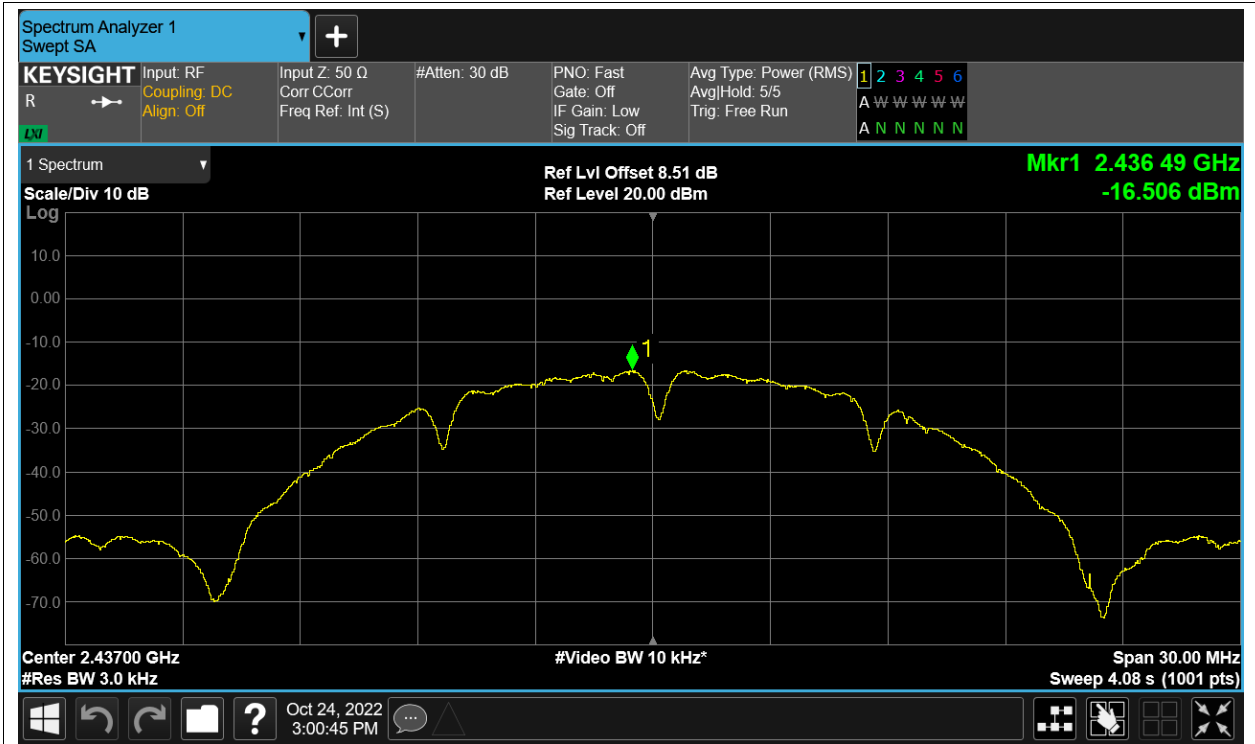 Spectrum Analyzer 1
Swept SA
KEYSIGHT
R
LXI
Input: RF
Coupling: DC
Align: Off
Input Z: 50 Ω
Corr CCorr
Freq Ref: Int (S)
#Atten: 30 dB
PNO: Fast
Gate: Off
IF Gain: Low
Sig Track: Off
Avg Type: Power (RMS)
Avg|Hold: 5/5
Trig: Free Run
1 2 3 4 5 6
A W W W W W
A N N N N N
1 Spectrum
Scale/Div 10 dB
Log
Ref Lvl Offset 8.51 dB
Ref Level 20.00 dBm
Mkr1 2.436 49 GHz
-16.506 dBm
10.0
0.00
-10.0
1
-20.0
-30.0
-40.0
-50.0
-60.0
-70.0
Center 2.43700 GHz
#Video BW 10 kHz*
Span 30.00 MHz
#Res BW 3.0 kHz
Sweep 4.08 s (1001 pts)
?
Oct 24, 2022
3:00:45 PM